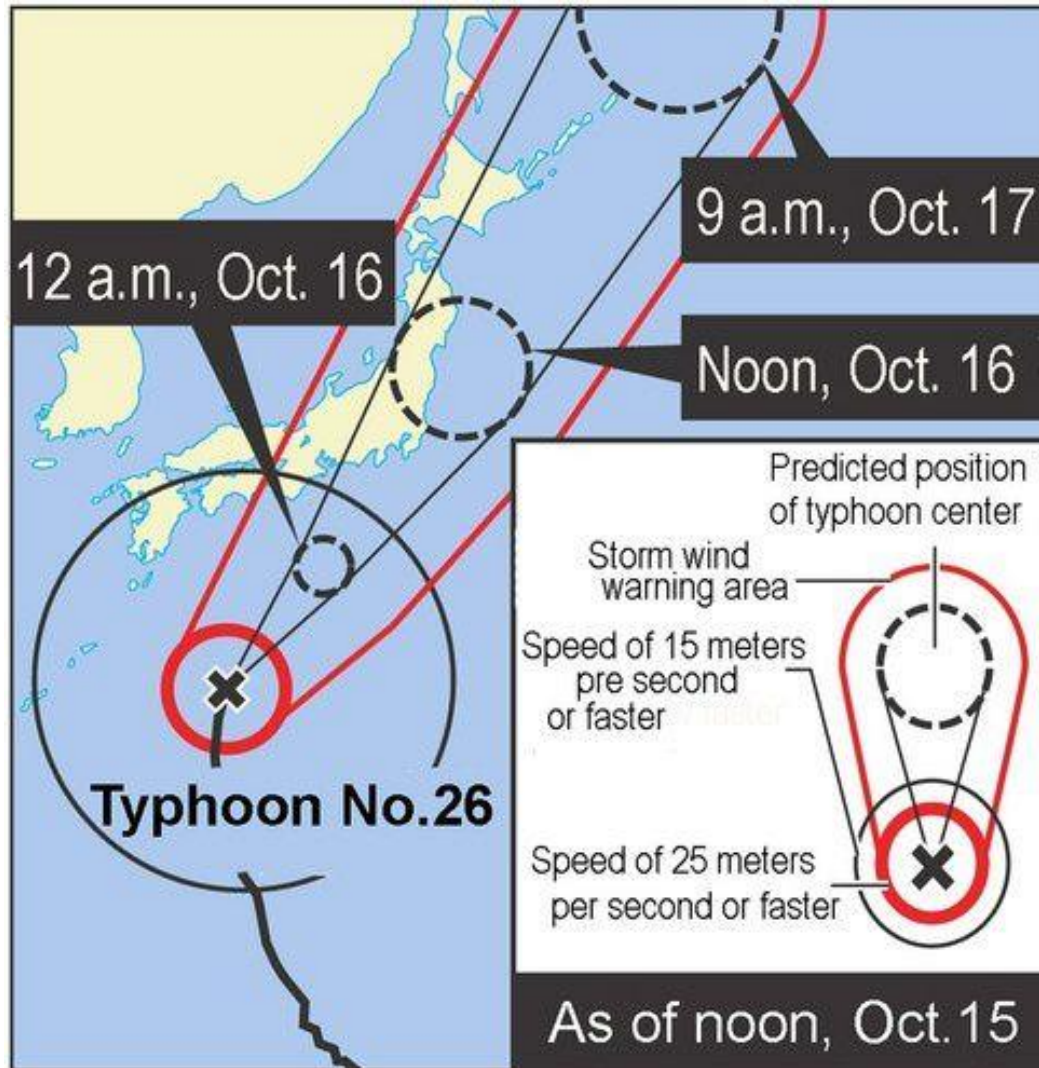 9 a.m., Oct. 17
12 a.m., Oct. 16
Noon, Oct. 16
Predicted position
of typhoon center
Storm wind
warning area
Speed of 15 meters
pre second
or faster
Typhoon No.26
Speed of 25 meters
per second or faster
As of noon, Oct.15